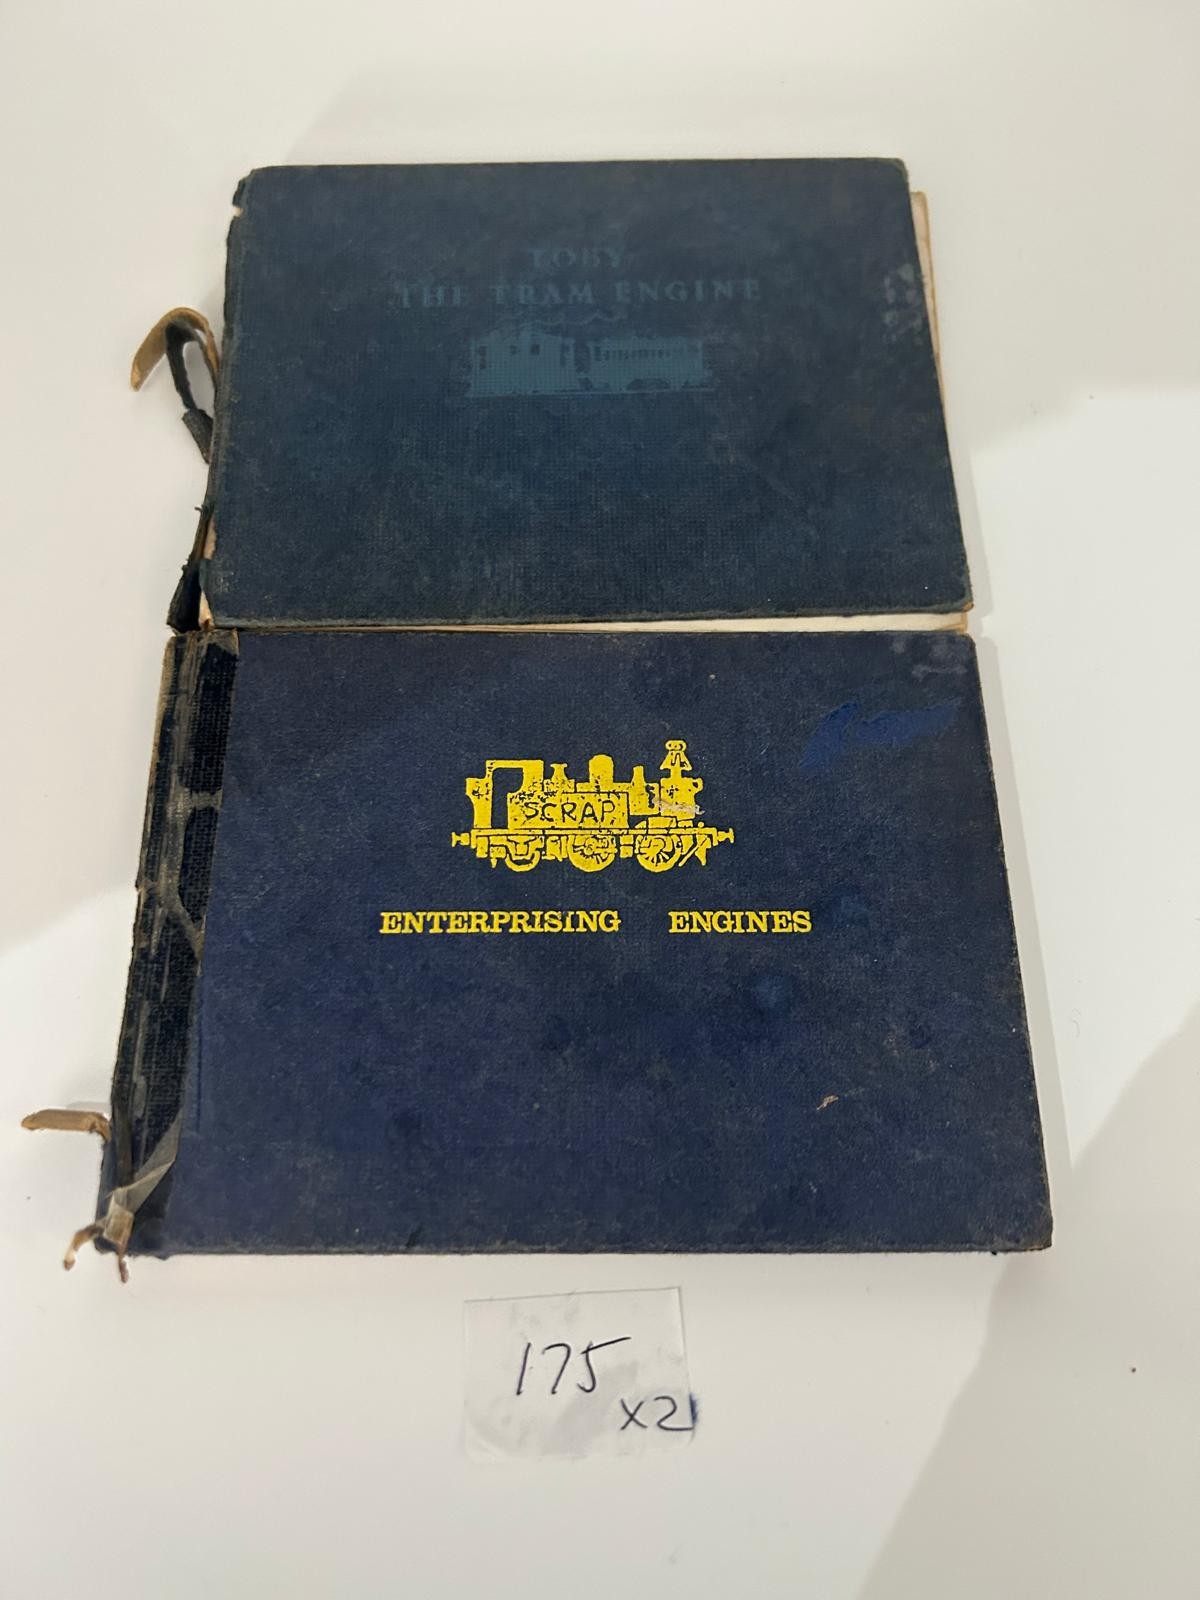 TOBY
THE TRAM ENGINE
SCRAP
ENTERPRISING ENGINES
175
x2